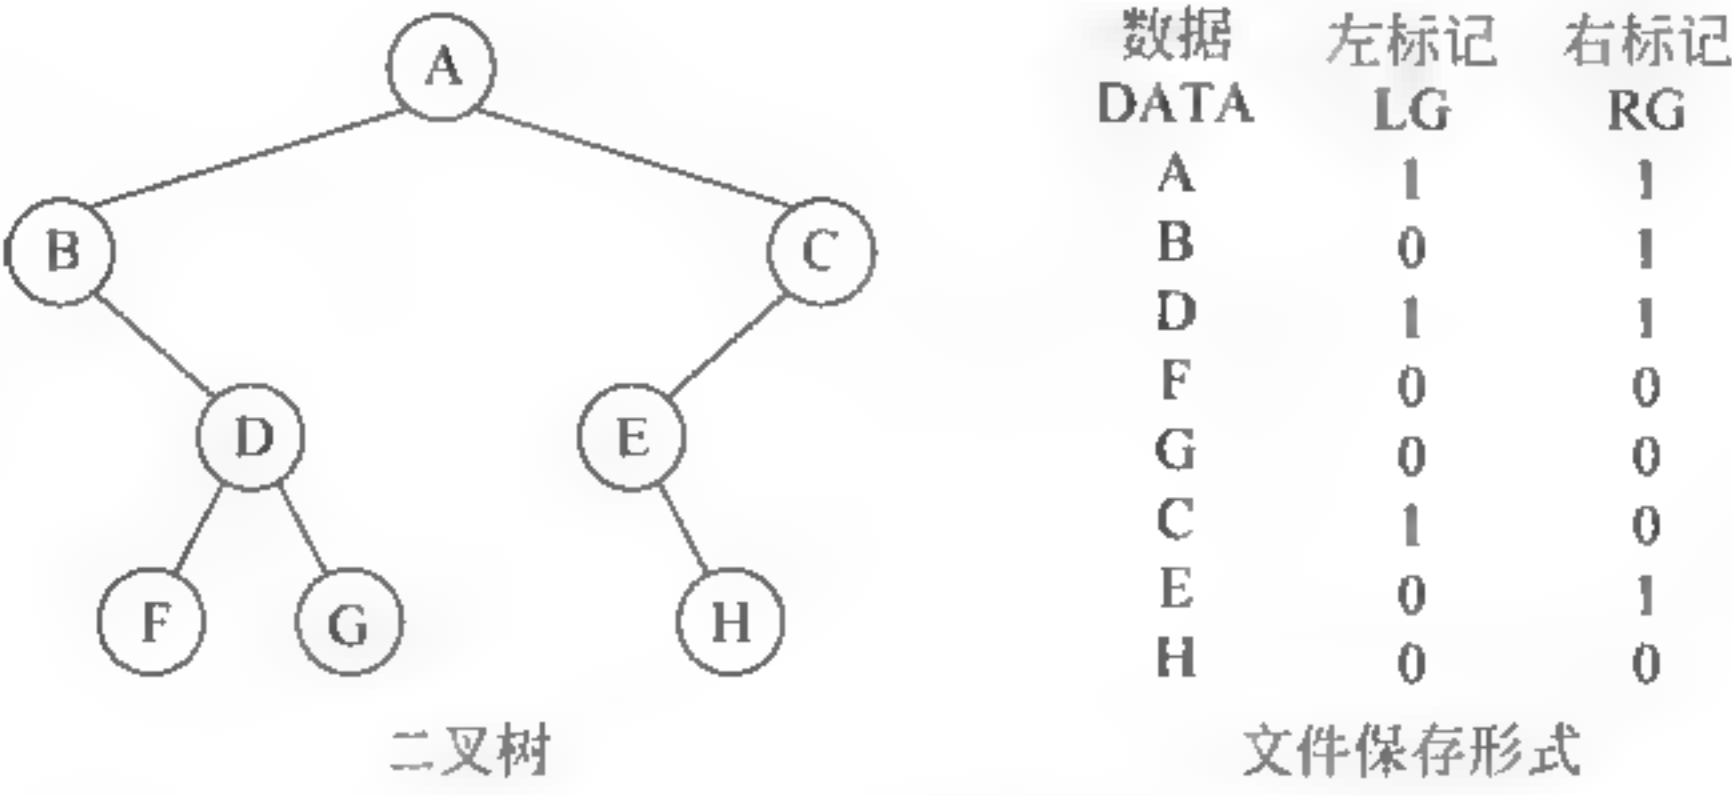 A
B
C
D
E
F
G
H
二叉树
数据 左标记 右标记
DATA LG RG
A 1 1
B 0 1
D 1 1
F 0 0
G 0 0
C 1 0
E 0 1
H 0 0
文件保存形式